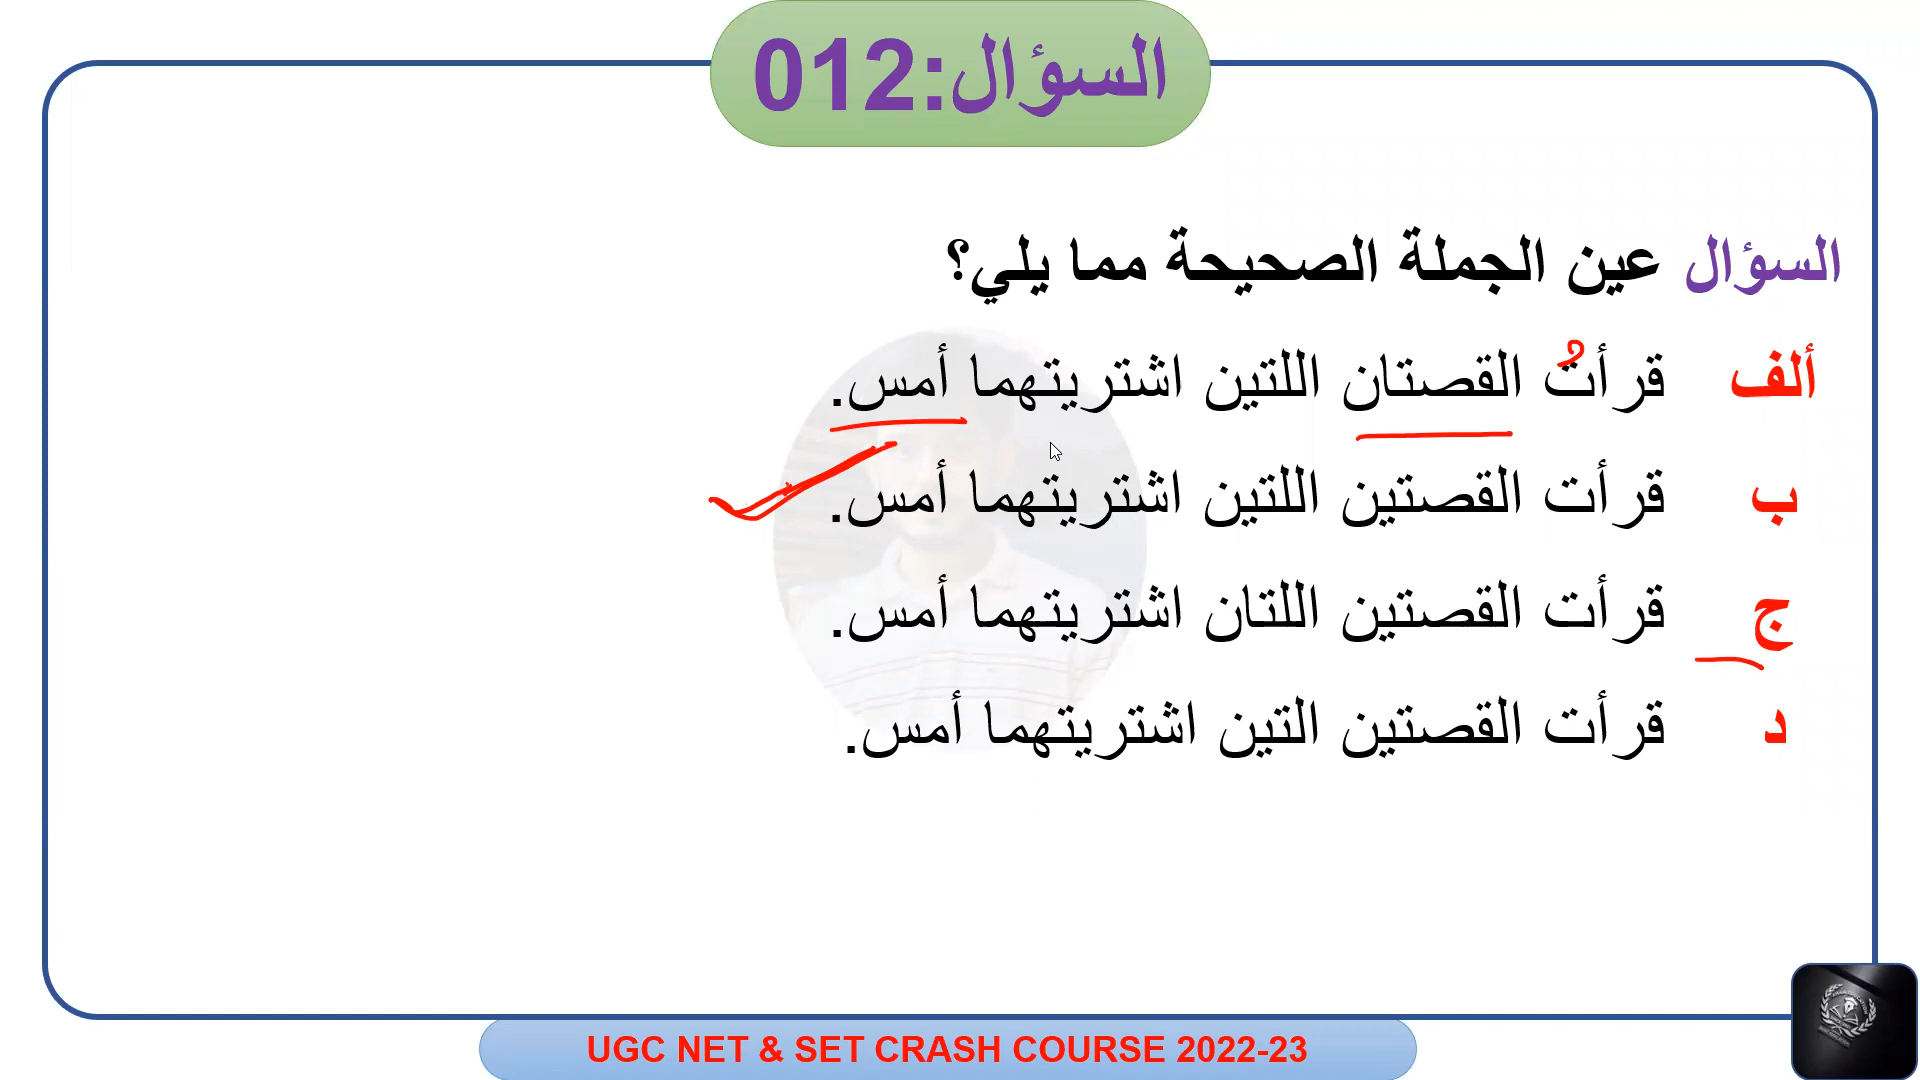 السؤال:012
السؤال عين الجملة الصحيحة مما يلي؟
ألف قرأتُ القصتان اللتين اشتريتهما أمس.
ب قرأت القصتين اللتين اشتريتهما أمس.
ج قرأت القصتين اللتان اشتريتهما أمس.
د قرأت القصتين التين اشتريتهما أمس.
UGC NET & SET CRASH COURSE 2022-23